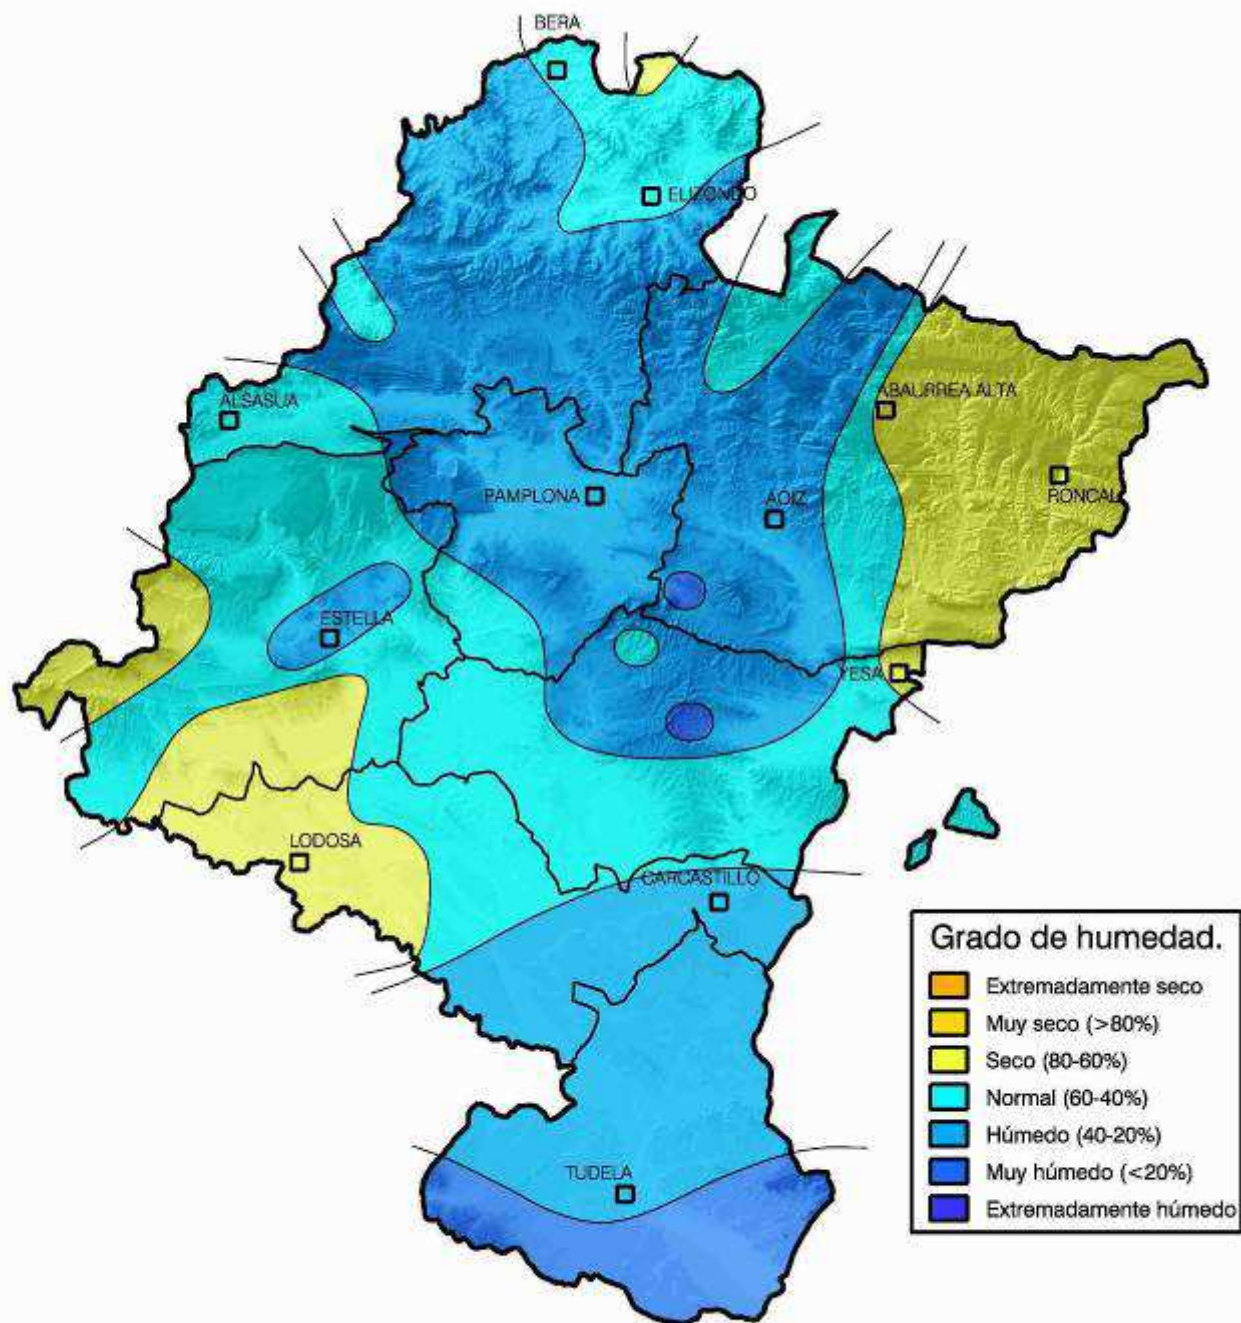 BERA
ELIZONDO
ALSASUA
ABAURREA ALTA
PAMPLONA
AOIZ
RONCAL
ESTELLA
YESA
LODOSA
CARCASTILLO
TUDELA
Grado de humedad.
Extremadamente seco
Muy seco (>80%)
Seco (80-60%)
Normal (60-40%)
Húmedo (40-20%)
Muy húmedo (<20%)
Extremadamente húmedo